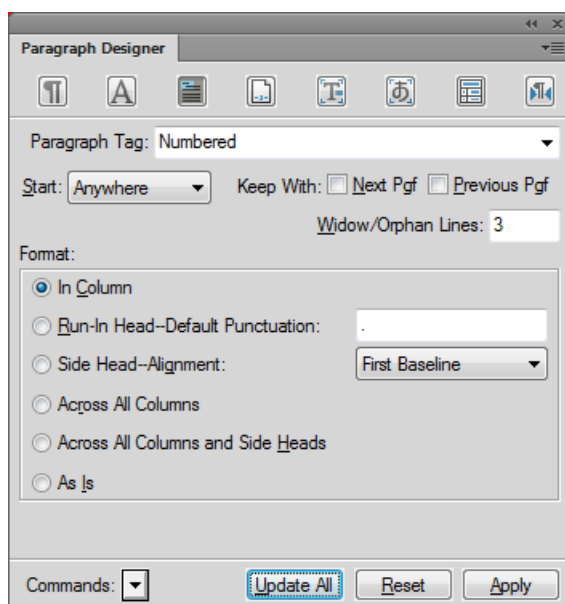 Paragraph Designer
Paragraph Tag: Numbered
Start: Anywhere Keep With: Next Pgf Previous Pgf
Widow/Orphan Lines: 3
Format:
In Column
Run-In Head--Default Punctuation: .
Side Head--Alignment: First Baseline
Across All Columns
Across All Columns and Side Heads
As Is
Commands: Update All Reset Apply